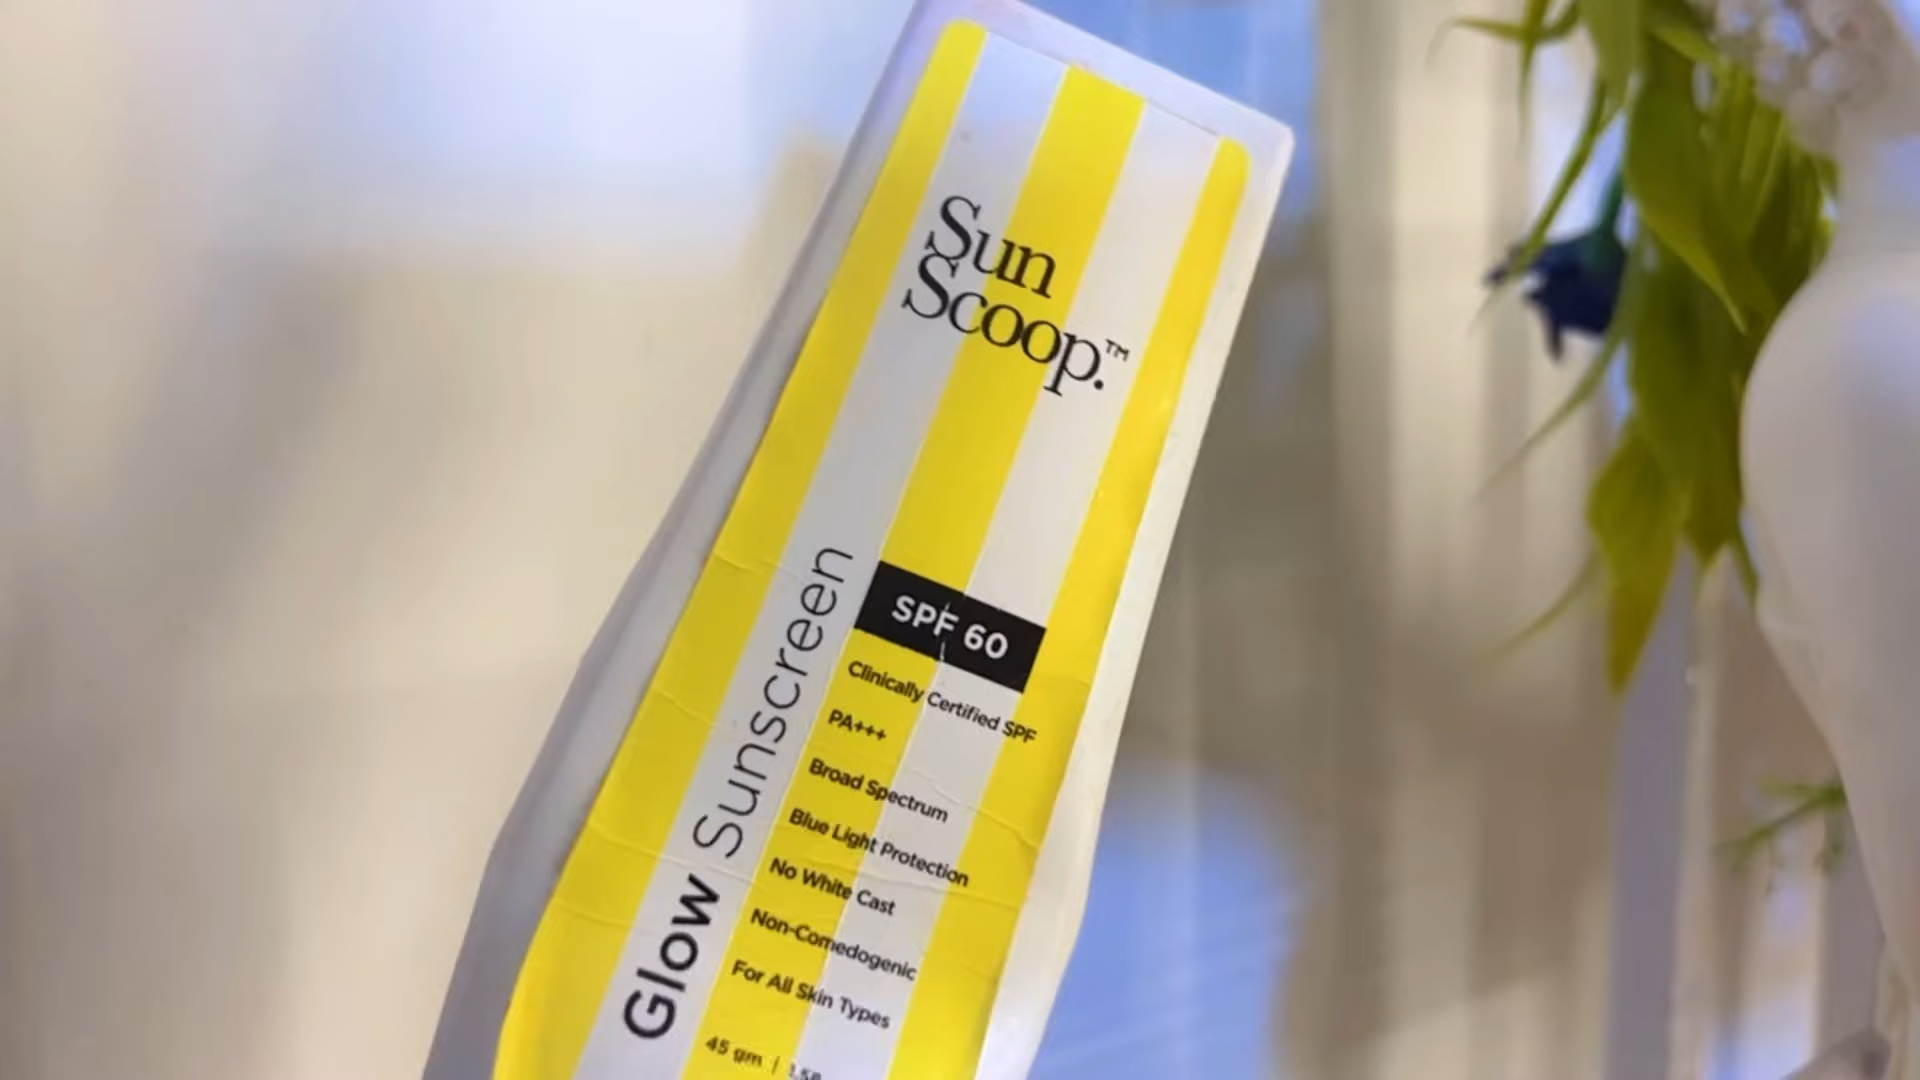 Sun
Scoop.™
Glow Sunscreen
SPF 60
Clinically Certified SPF
PA+++
Broad Spectrum
Blue Light Protection
No White Cast
Non-Comedogenic
For All Skin Types
45 gm |